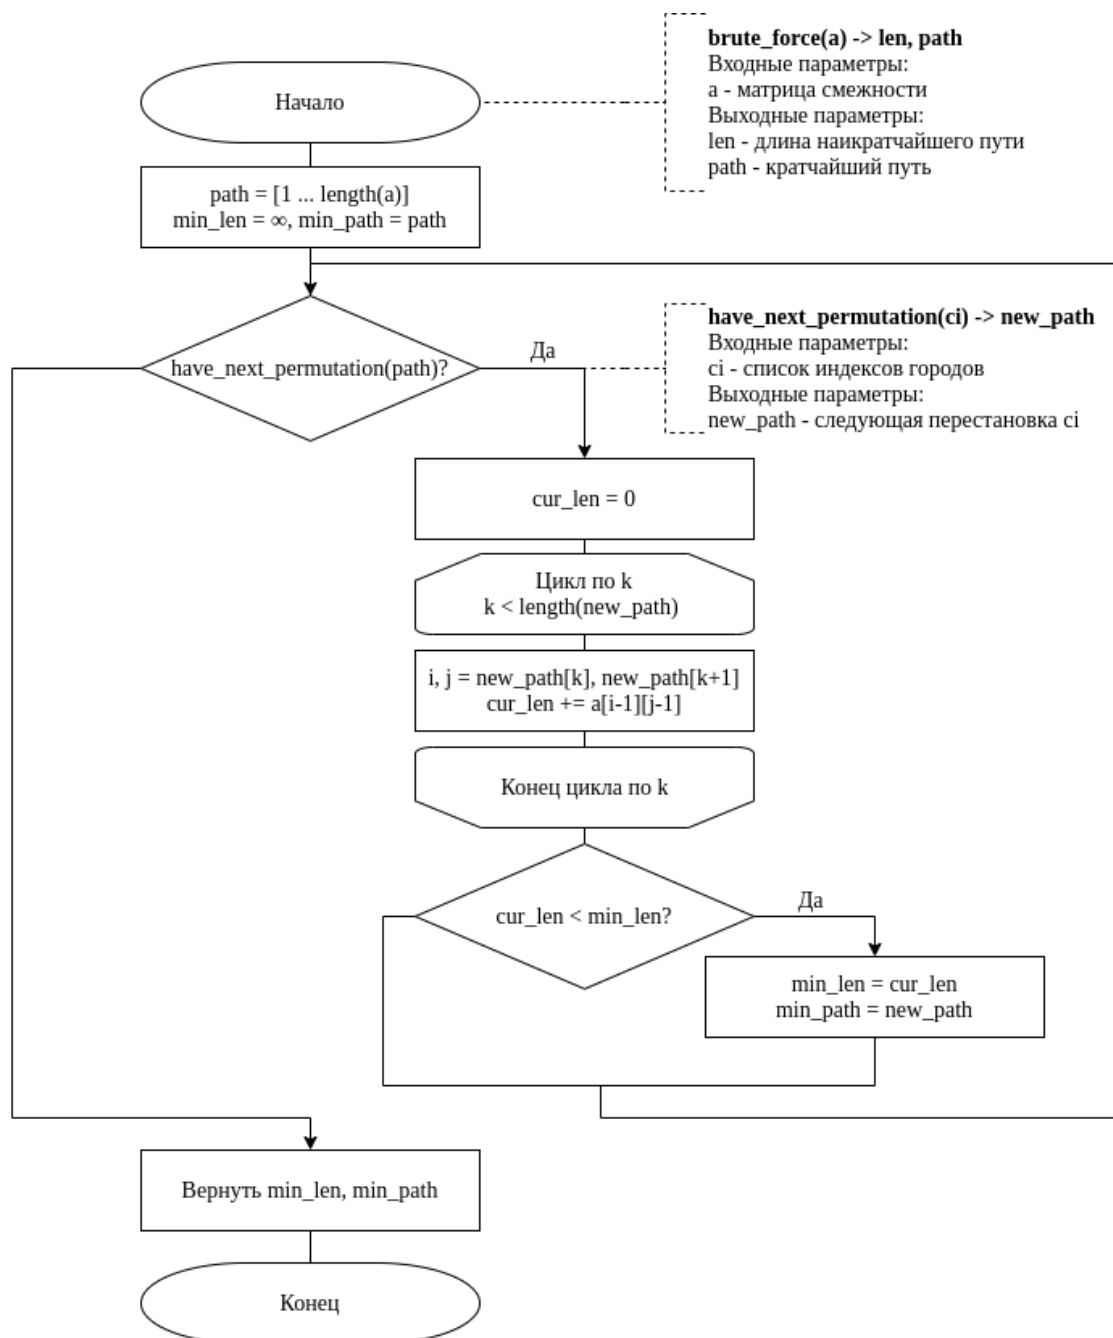 brute_force(a) -> len, path
Входные параметры:
a - матрица смежности
Выходные параметры:
len - длина наикратчайшего пути
path - кратчайший путь
Начало
path = [1 ... length(a)]
min_len = ∞, min_path = path
have_next_permutation(path)?
Да
have_next_permutation(ci) -> new_path
Входные параметры:
ci - список индексов городов
Выходные параметры:
new_path - следующая перестановка ci
cur_len = 0
Цикл по k
k < length(new_path)
i, j = new_path[k], new_path[k+1]
cur_len += a[i-1][j-1]
Конец цикла по k
cur_len < min_len?
Да
min_len = cur_len
min_path = new_path
Вернуть min_len, min_path
Конец